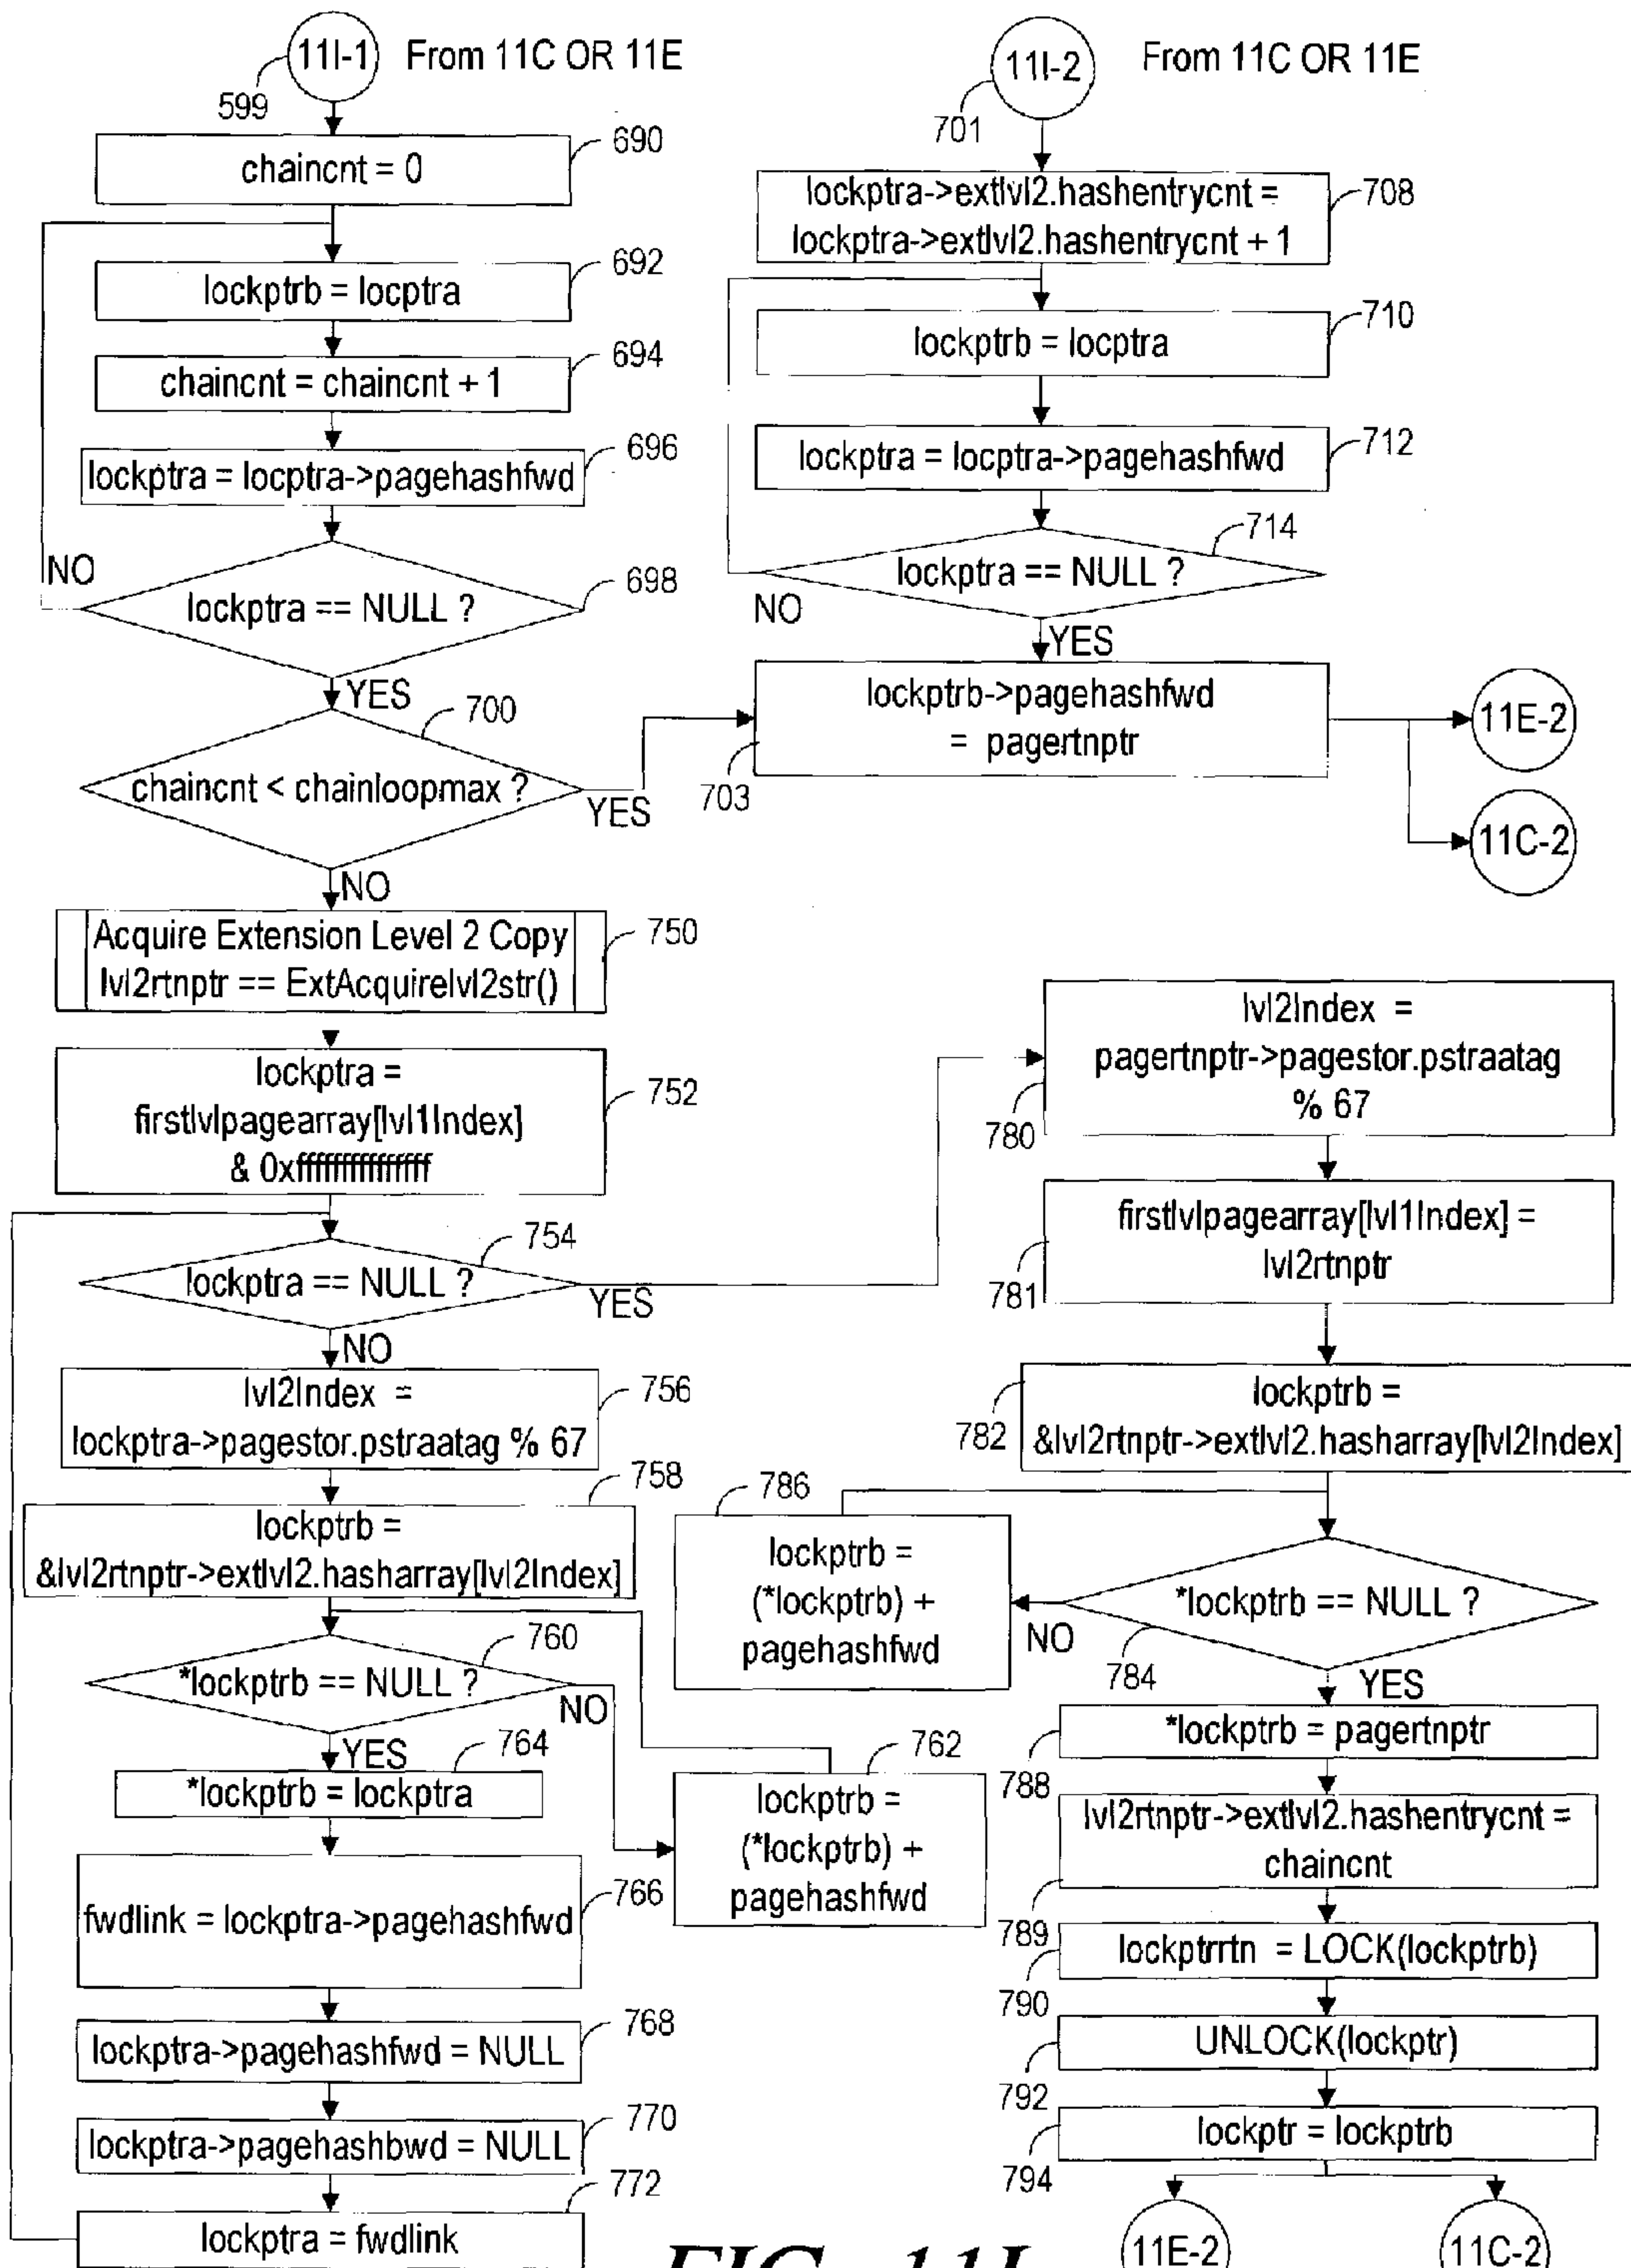 11I-1
From 11C OR 11E
599
690
chaincnt = 0
692
lockptrb = locptra
694
chaincnt = chaincnt + 1
696
lockptra = locptra->pagehashfwd
NO
698
lockptra == NULL ?
YES
700
chaincnt < chainloopmax ?
YES
NO
Acquire Extension Level 2 Copy
lvl2rtnptr == ExtAcquirelvl2str()
750
lockptra =
firstlvlpagearray[lvl1Index]
752
754
lockptra == NULL ?
YES
NO
lvl2Index =
lockptra->pagestor.pstraatag % 67
756
758
lockptrb =
&lvl2rtnptr->extlvl2.hasharray[lvl2Index]
760
*lockptrb == NULL ?
NO
YES
764
*lockptrb = lockptra
762
lockptrb =
(*lockptrb) +
pagehashfwd
fwdlink = lockptra->pagehashfwd
766
lockptra->pagehashfwd = NULL
768
lockptra->pagehashbwd = NULL
770
772
lockptra = fwdlink
11I-2
From 11C OR 11E
701
lockptra->extlvl2.hashentrycnt =
lockptra->extlvl2.hashentrycnt + 1
708
710
lockptrb = locptra
lockptra = locptra->pagehashfwd
712
714
lockptra == NULL ?
NO
YES
lockptrb->pagehashfwd
= pagertnptr
703
11E-2
11C-2
lvl2Index =
pagertnptr->pagestor.pstraatag
% 67
780
firstlvlpagearray[lvl1Index] =
lvl2rtnptr
781
lockptrb =
&lvl2rtnptr->extlvl2.hasharray[lvl2Index]
782
786
lockptrb =
(*lockptrb) +
pagehashfwd
*lockptrb == NULL ?
NO
784
YES
*lockptrb = pagertnptr
788
lvl2rtnptr->extlvl2.hashentrycnt =
chaincnt
789
lockptrrtn = LOCK(lockptrb)
790
UNLOCK(lockptr)
792
lockptr = lockptrb
794
11E-2
11C-2
FIG. 11I